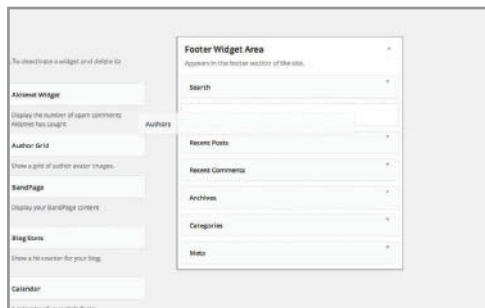 . To deactivate a widget and delete its
Akismet Widget
Display the number of spam comments
Akismet has caught
Author Grid
Show a grid of author avatar images.
BandPage
Display your BandPage content
Blog Stats
Show a hit counter for your blog.
Calendar
Authors
Footer Widget Area
Appears in the footer section of the site.
Search
Recent Posts
Recent Comments
Archives
Categories
Meta